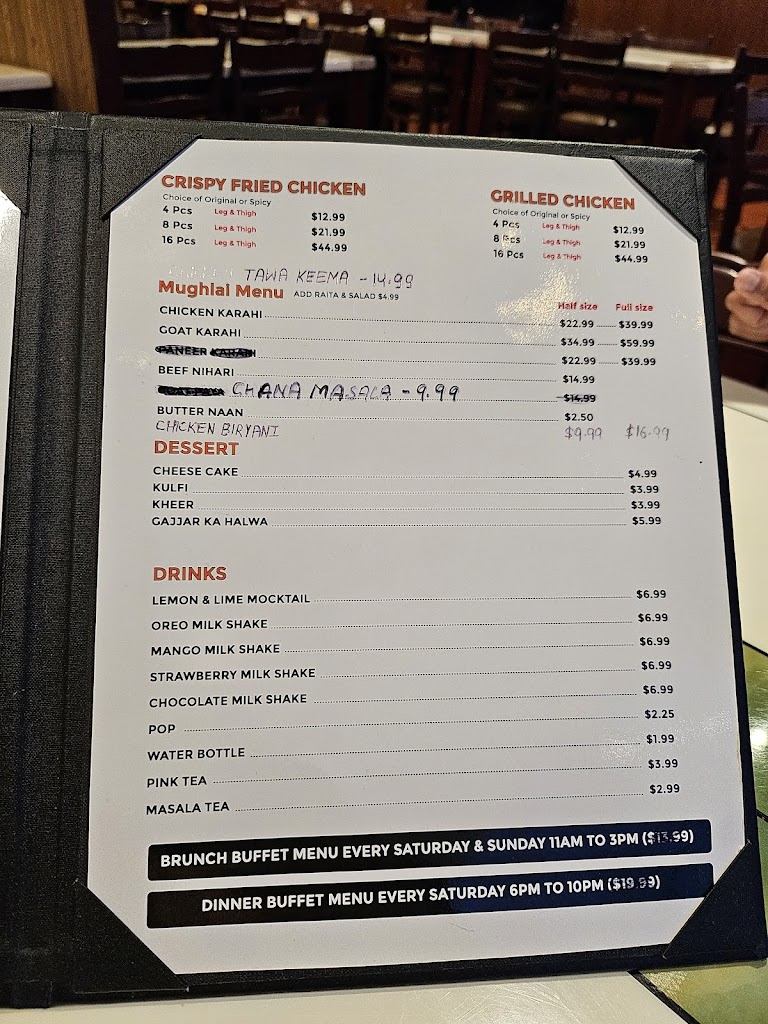 CRISPY FRIED CHICKEN
Choice of Original or Spicy
4 Pcs Leg & Thigh $12.99
8 Pcs Leg & Thigh $21.99
16 Pcs Leg & Thigh $44.99
GRILLED CHICKEN
Choice of Original or Spicy
4 Pcs Leg & Thigh $12.99
8 Pcs Leg & Thigh $21.99
16 Pcs Leg & Thigh $44.99
TAWA KEEMA - 14.99
Mughlai Menu ADD RAITA & SALAD $4.99
Half size Full size
CHICKEN KARAHI $22.99 $39.99
GOAT KARAHI $34.99 $59.99
PANEER KARAHI $22.99 $39.99
BEEF NIHARI $14.99
CHANA MASALA - 9.99 $14.99
BUTTER NAAN $2.50
CHICKEN BIRYANI $9.99 $16.99
DESSERT
CHEESE CAKE $4.99
KULFI $3.99
KHEER $3.99
GAJJAR KA HALWA $5.99
DRINKS
LEMON & LIME MOCKTAIL $6.99
OREO MILK SHAKE $6.99
MANGO MILK SHAKE $6.99
STRAWBERRY MILK SHAKE $6.99
CHOCOLATE MILK SHAKE $6.99
POP $2.25
WATER BOTTLE $1.99
PINK TEA $3.99
MASALA TEA $2.99
BRUNCH BUFFET MENU EVERY SATURDAY & SUNDAY 11AM TO 3PM ($13.99)
DINNER BUFFET MENU EVERY SATURDAY 6PM TO 10PM ($19.99)